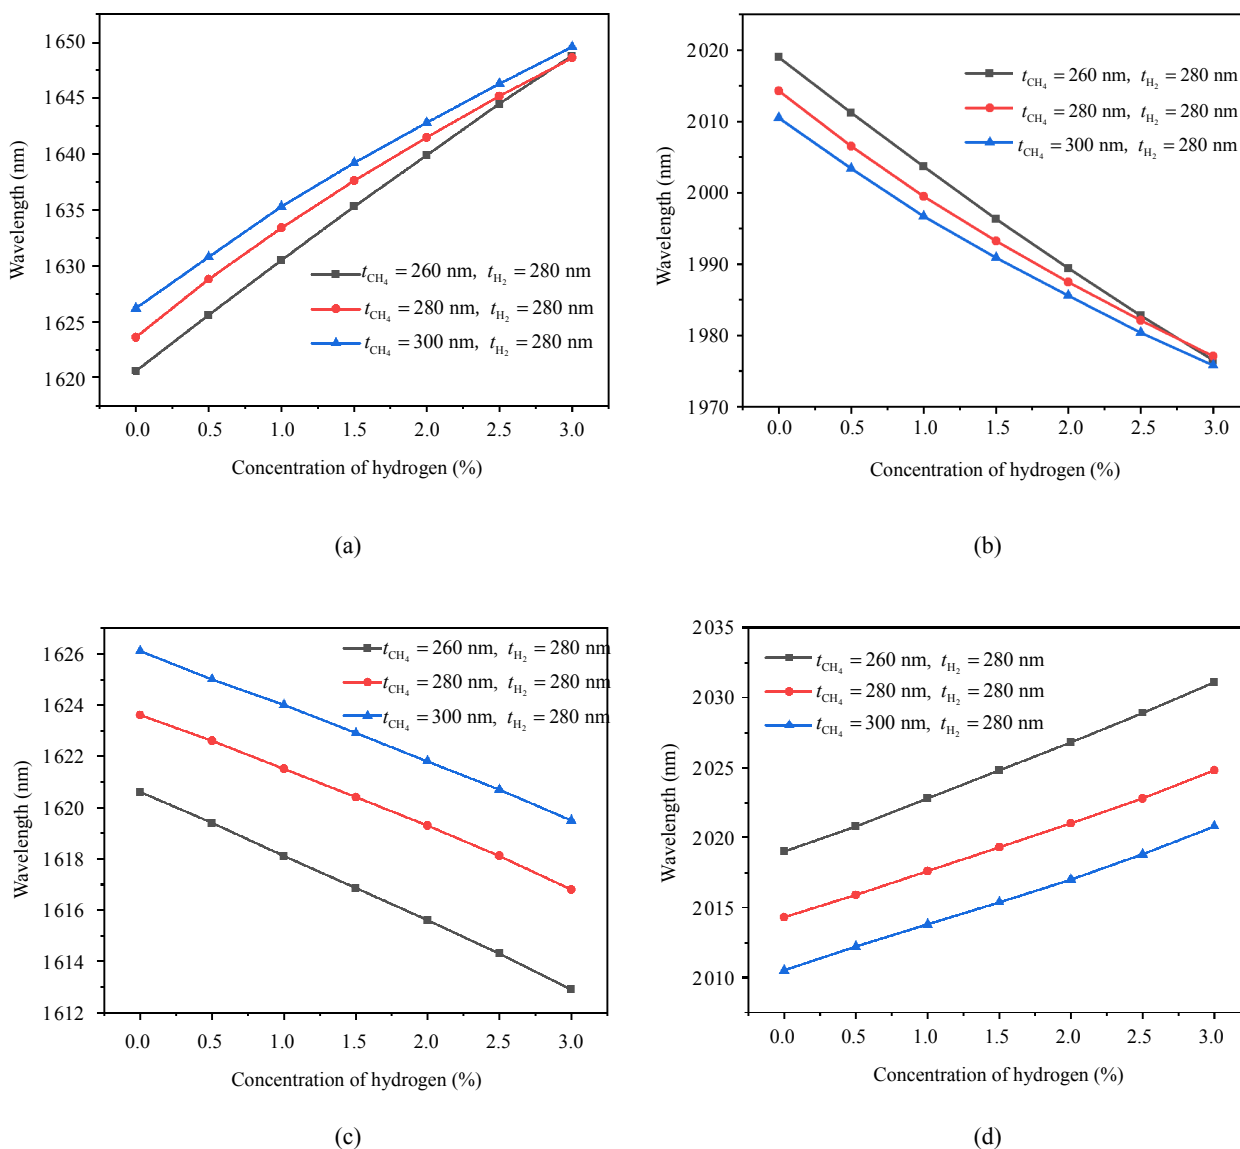 1650
1645
1640
1635
1630
1625
1620
Wavelength (nm)
t_CH₄ = 260 nm, t_H₂ = 280 nm
t_CH₄ = 280 nm, t_H₂ = 280 nm
t_CH₄ = 300 nm, t_H₂ = 280 nm
0.0 0.5 1.0 1.5 2.0 2.5 3.0
Concentration of hydrogen (%)
(a)
2020
2010
2000
1990
1980
1970
Wavelength (nm)
t_CH₄ = 260 nm, t_H₂ = 280 nm
t_CH₄ = 280 nm, t_H₂ = 280 nm
t_CH₄ = 300 nm, t_H₂ = 280 nm
0.0 0.5 1.0 1.5 2.0 2.5 3.0
Concentration of hydrogen (%)
(b)
1626
1624
1622
1620
1618
1616
1614
1612
Wavelength (nm)
t_CH₄ = 260 nm, t_H₂ = 280 nm
t_CH₄ = 280 nm, t_H₂ = 280 nm
t_CH₄ = 300 nm, t_H₂ = 280 nm
0.0 0.5 1.0 1.5 2.0 2.5 3.0
Concentration of hydrogen (%)
(c)
2035
2030
2025
2020
2015
2010
Wavelength (nm)
t_CH₄ = 260 nm, t_H₂ = 280 nm
t_CH₄ = 280 nm, t_H₂ = 280 nm
t_CH₄ = 300 nm, t_H₂ = 280 nm
0.0 0.5 1.0 1.5 2.0 2.5 3.0
Concentration of hydrogen (%)
(d)